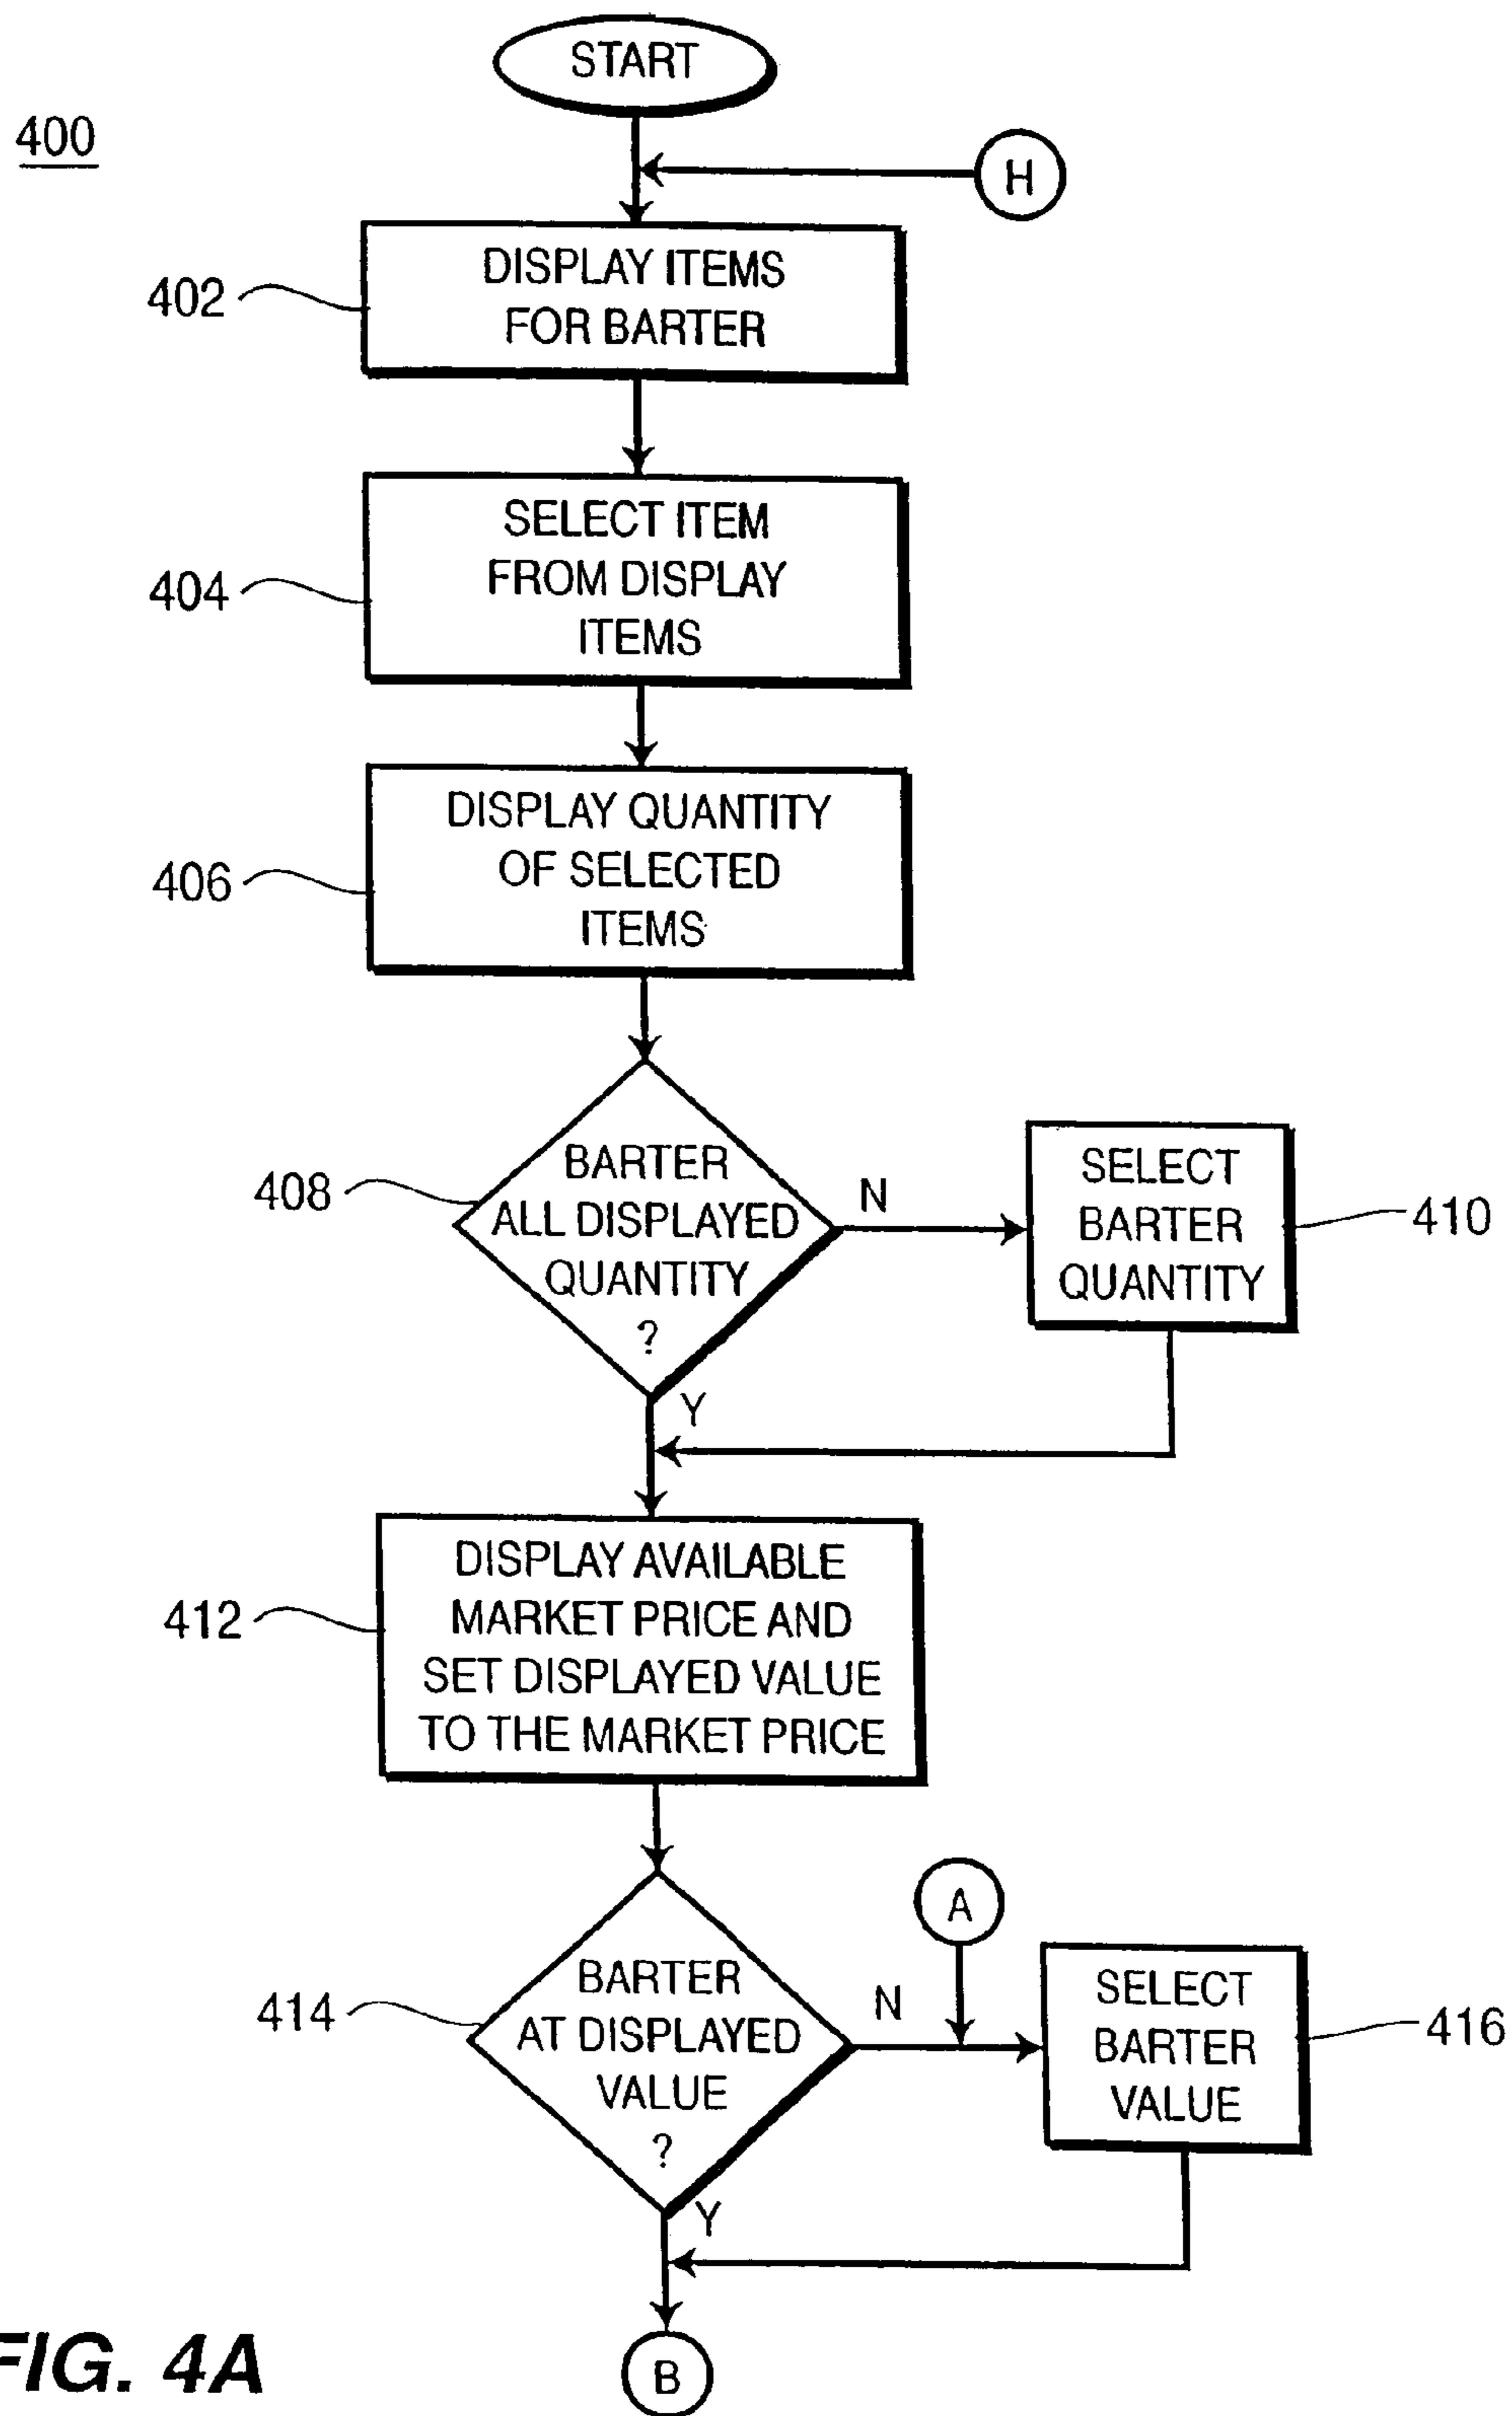 START
400
H
DISPLAY ITEMS
FOR BARTER
402
SELECT ITEM
FROM DISPLAY
ITEMS
404
DISPLAY QUANTITY
OF SELECTED
ITEMS
406
BARTER
ALL DISPLAYED
QUANTITY
?
408
N
SELECT
BARTER
QUANTITY
410
Y
DISPLAY AVAILABLE
MARKET PRICE AND
SET DISPLAYED VALUE
TO THE MARKET PRICE
412
A
BARTER
AT DISPLAYED
VALUE
?
414
N
SELECT
BARTER
VALUE
416
Y
B
FIG. 4A